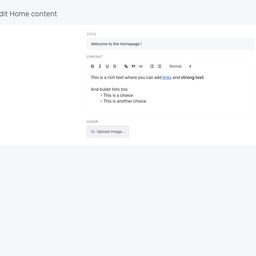 dit Home content
TITLE
Welcome to the homepage !
CONTENT
B I U S Normal
This is a rich text where you can add links and strong text.
And bullet lists too:
This is a choice
This is another choice
COVER
Upload image...